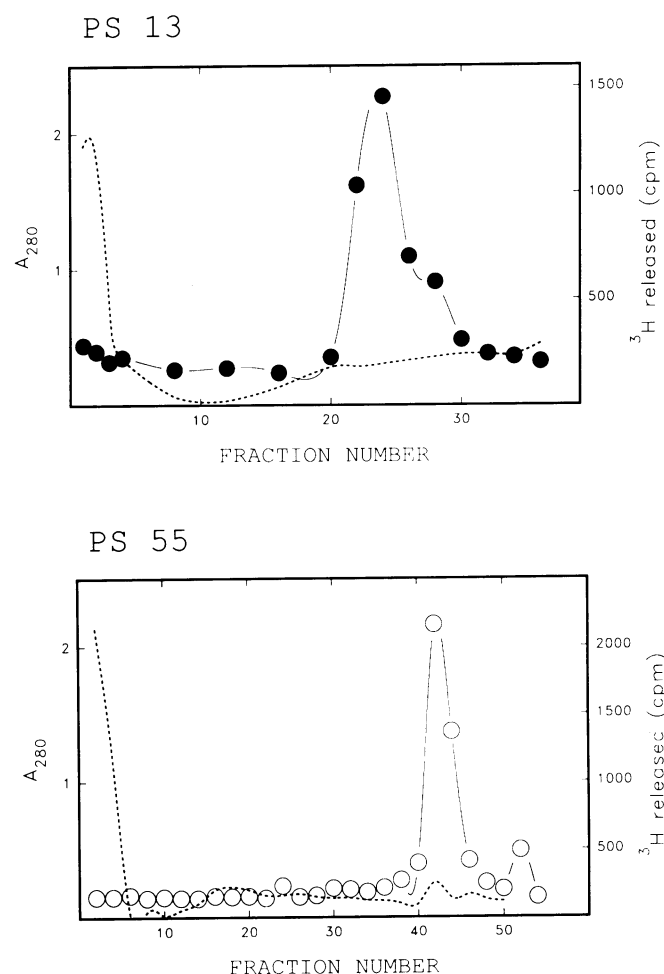 PS 13
1500
2
1000
A280
3H released (cpm)
1
500
10
20
30
FRACTION NUMBER
PS 55
2
2000
1500
A280
3H releasec (cpm)
1
1000
500
10
20
30
40
50
FRACTION NUMBER